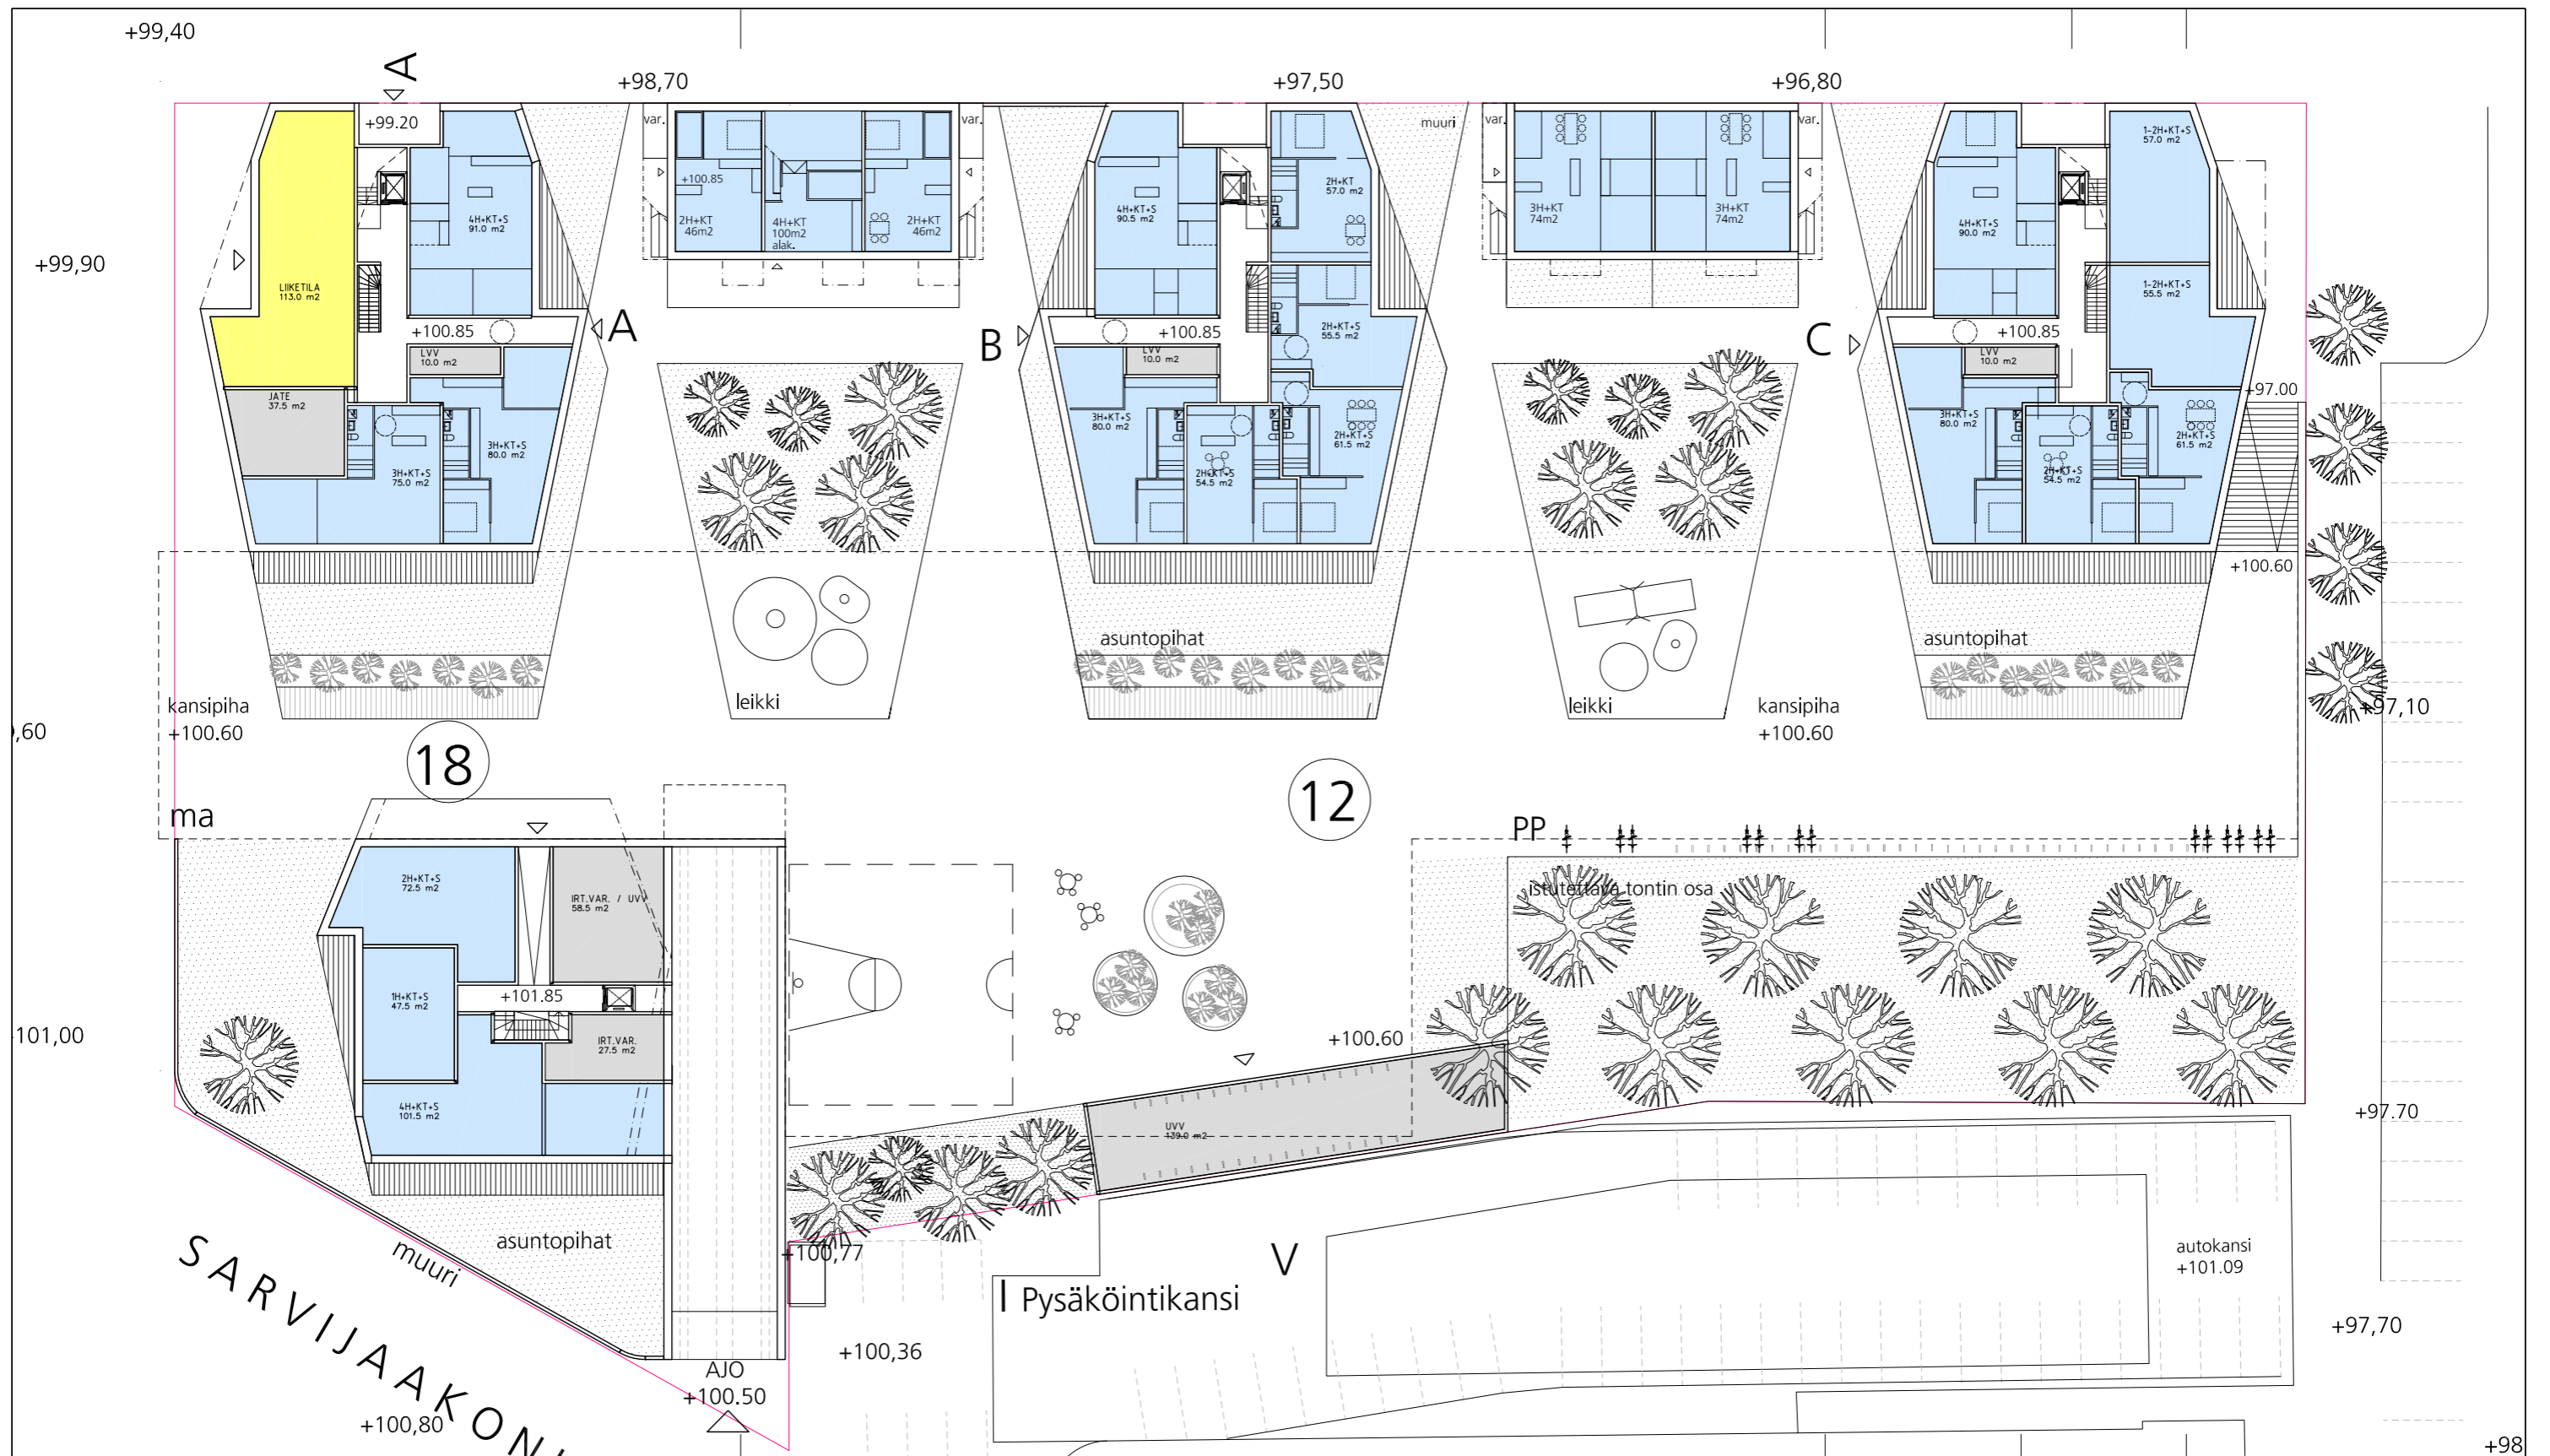 +99,40
A
+98,70
+97,50
+96,80
+99.20
var.
var.
muuri
var.
var.
1-2H+KT+S
57.0 m2
+100.85
2H+KT
57.0 m2
4H+KT+S
91.0 m2
2H+KT
46m2
4H+KT
100m2
alak.
2H+KT
46m2
4H+KT+S
90.5 m2
3H+KT
74m2
3H+KT
74m2
4H+KT+S
90.0 m2
+99,90
LIIKETILA
113.0 m2
1-2H+KT+S
55.5 m2
+100.85
A
B
+100.85
2H+KT+S
55.5 m2
C
+100.85
LVV
10.0 m2
LVV
10.0 m2
LVV
10.0 m2
JATE
37.5 m2
+97.00
3H+KT+S
80.0 m2
3H+KT+S
75.0 m2
3H+KT+S
80.0 m2
2H+KT+S
61.5 m2
2H+KT+S
54.5 m2
3H+KT+S
80.0 m2
2H+KT+S
61.5 m2
2H+KT+S
54.5 m2
+100.60
asuntopihat
asuntopihat
kansipiha
+100.60
leikki
leikki
kansipiha
+100.60
+97,10
,60
18
12
ma
PP
2H+KT+S
72.5 m2
IRT.VAR. / UVV
58.5 m2
istutettava tontin osa
1H+KT+S
47.5 m2
+101.85
101,00
IRT.VAR.
27.5 m2
+100.60
4H+KT+S
101.5 m2
UVV
139.0 m2
+97.70
asuntopihat
muuri
+100,77
V
autokansi
+101.09
I Pysäköintikansi
SARVIJAAKON
+100,36
+97,70
AJO
+100.50
+100,80
+98